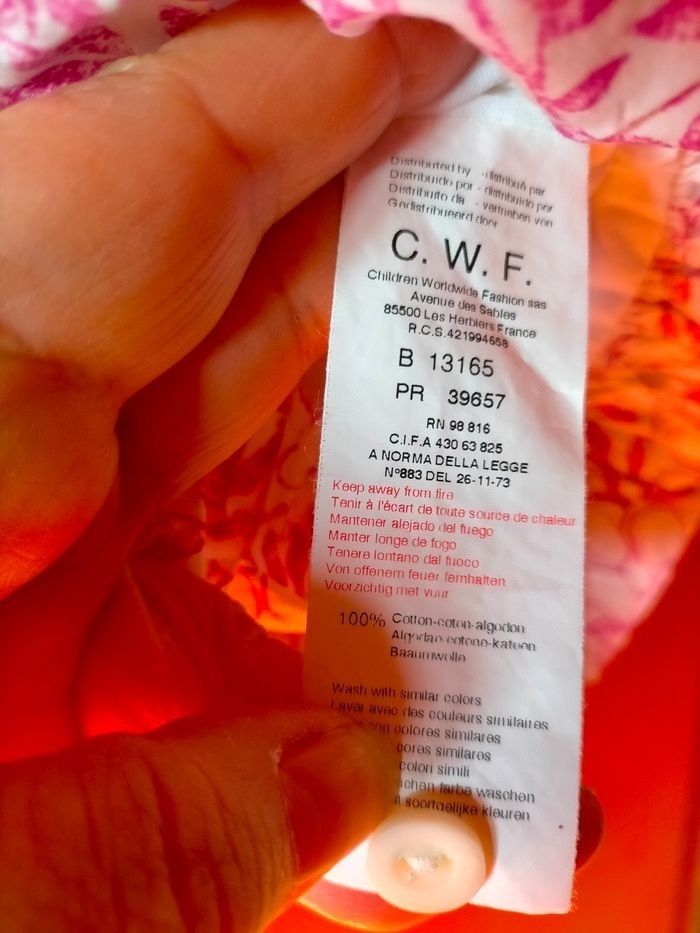 Distributed by - distribué par
Distribuido por - distribuido por
Distribuito da - vertrieben von
Gedistribueerd door
C. W. F.
Children Worldwide Fashion sas
Avenue des Sables
85500 Les Herbiers France
R.C.S.421994658
B 13165
PR 39657
RN 98 816
C.I.F.A 430 63 825
A NORMA DELLA LEGGE
N°883 DEL 26-11-73
Keep away from fire
Tenir à l'écart de toute source de chaleur
Mantener alejado del fuego
Manter longe de fogo
Tenere lontano dal fuoco
Von offenem feuer fernhalten
Voorzichtig met vuur
100% Cotton-coton-algodon
Algodao-cotone-katoen
Baaumwolle
Wash with similar colors
Laver avec des couleurs similaires
con colores similares
cores similares
colori simili
farbe waschen
soortgelijke kleuren